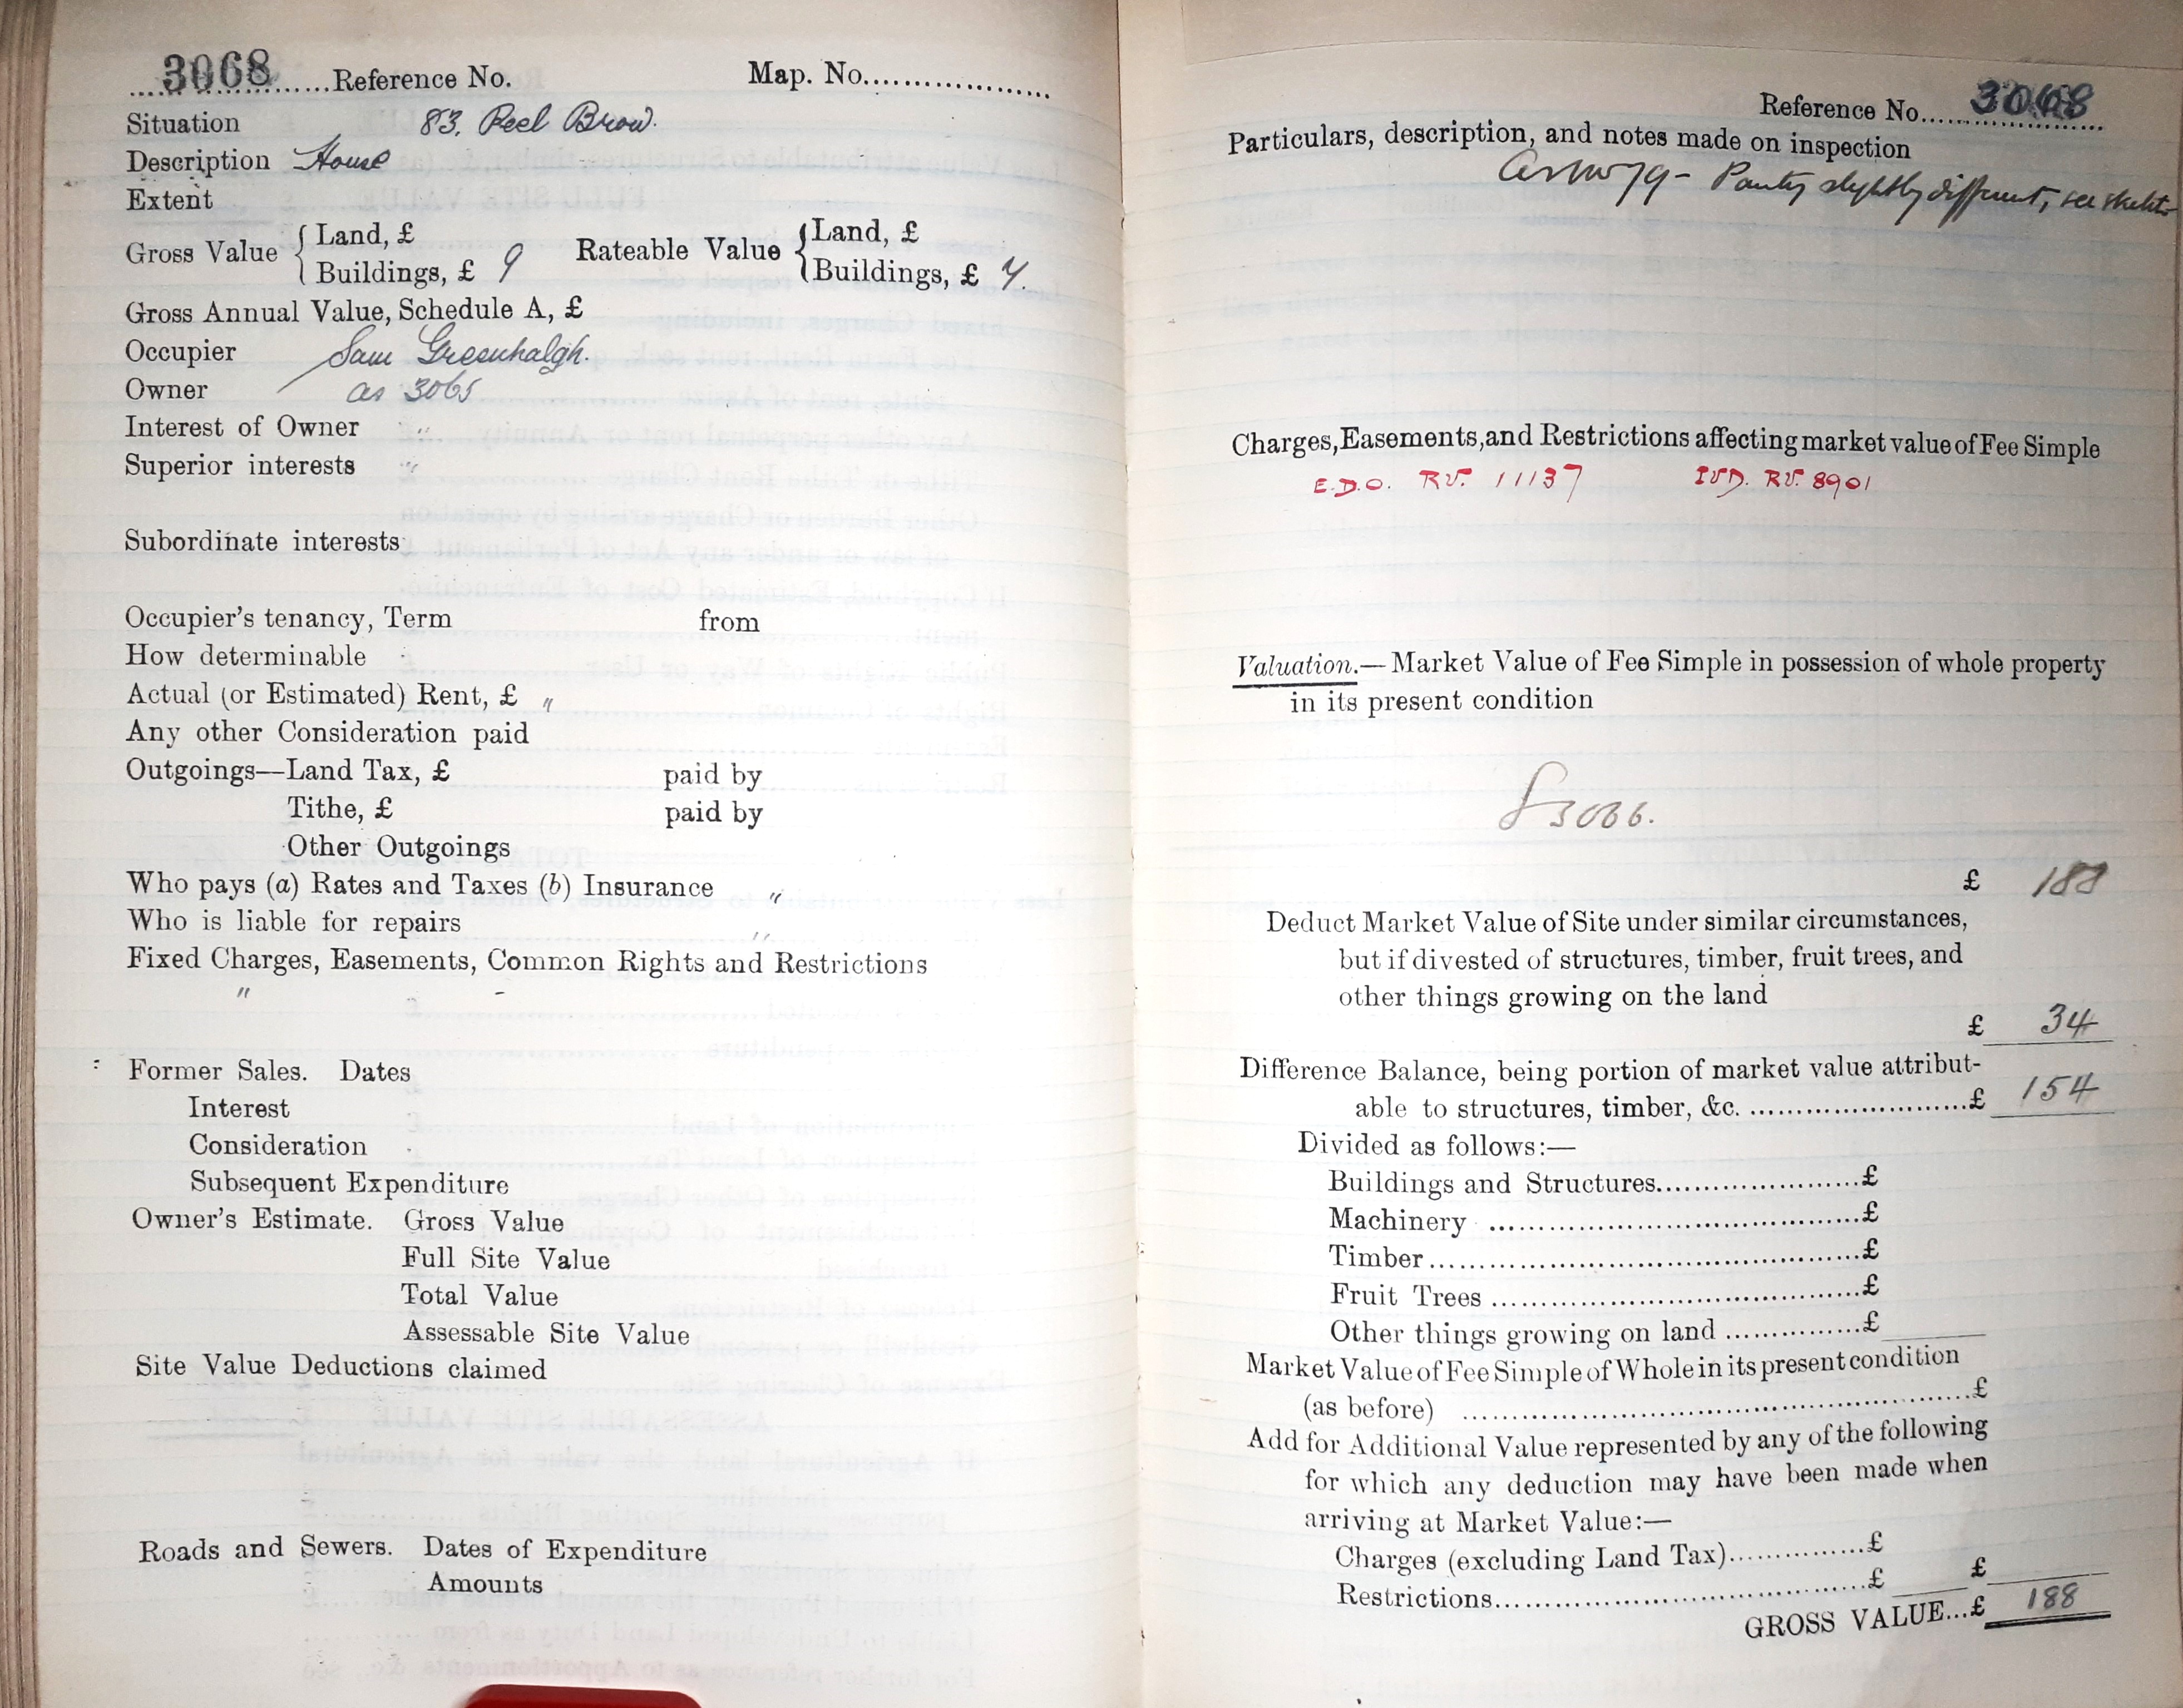 3068 Reference No. Map. No.
Situation 83, Peel Brow.
Description House
Extent
Gross Value { Land, £ Rateable Value { Land, £
Buildings, £ 9 Buildings, £ 7.
Gross Annual Value, Schedule A, £
Occupier Sam Greenhalgh.
Owner as 3065
Interest of Owner "
Superior interests "
Subordinate interests
Occupier's tenancy, Term from
How determinable
Actual (or Estimated) Rent, £ "
Any other Consideration paid
Outgoings—Land Tax, £ paid by
Tithe, £ paid by
Other Outgoings
Who pays (a) Rates and Taxes (b) Insurance "
Who is liable for repairs "
Fixed Charges, Easements, Common Rights and Restrictions
" -
Former Sales. Dates
Interest
Consideration
Subsequent Expenditure
Owner's Estimate. Gross Value
Full Site Value
Total Value
Assessable Site Value
Site Value Deductions claimed
Roads and Sewers. Dates of Expenditure
Amounts
Reference No. 3068
Particulars, description, and notes made on inspection
79 - Pantry slightly different, see
Charges, Easements, and Restrictions affecting market value of Fee Simple
E.D.O. RV. 11137 IVD. RV. 8901
Valuation.—Market Value of Fee Simple in possession of whole property
in its present condition
3066.
£ 188
Deduct Market Value of Site under similar circumstances,
but if divested of structures, timber, fruit trees, and
other things growing on the land
£ 34
Difference Balance, being portion of market value attribut-
able to structures, timber, &c. £ 154
Divided as follows:—
Buildings and Structures £
Machinery £
Timber £
Fruit Trees £
Other things growing on land £
Market Value of Fee Simple of Whole in its present condition
(as before) £
Add for Additional Value represented by any of the following
for which any deduction may have been made when
arriving at Market Value:—
Charges (excluding Land Tax) £
Restrictions £ £
GROSS VALUE...£ 188